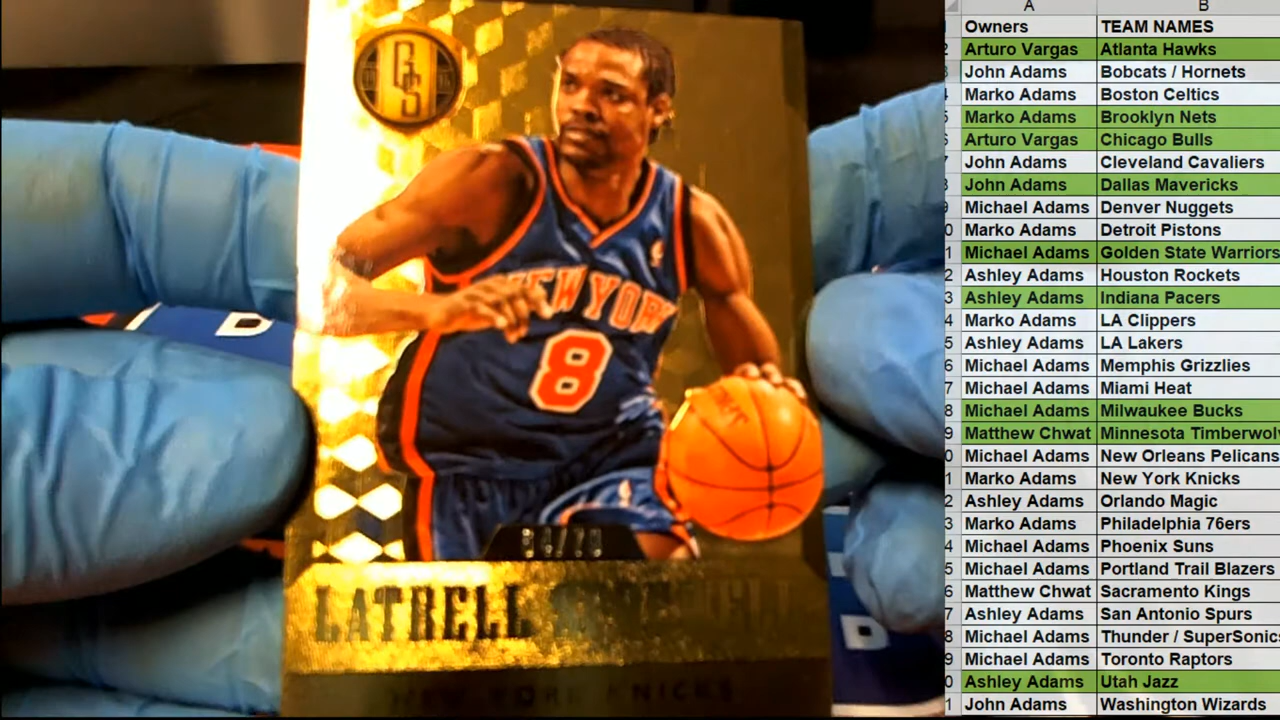 GS
NEW YORK
8
LATRELL
NEW YORK KNICKS
B
D
A B
Owners TEAM NAMES
Arturo Vargas Atlanta Hawks
John Adams Bobcats / Hornets
Marko Adams Boston Celtics
Marko Adams Brooklyn Nets
Arturo Vargas Chicago Bulls
John Adams Cleveland Cavaliers
John Adams Dallas Mavericks
Michael Adams Denver Nuggets
Marko Adams Detroit Pistons
Michael Adams Golden State Warriors
Ashley Adams Houston Rockets
Ashley Adams Indiana Pacers
Marko Adams LA Clippers
Ashley Adams LA Lakers
Michael Adams Memphis Grizzlies
Michael Adams Miami Heat
Michael Adams Milwaukee Bucks
Matthew Chwat Minnesota Timberwol
Michael Adams New Orleans Pelicans
Marko Adams New York Knicks
Ashley Adams Orlando Magic
Marko Adams Philadelphia 76ers
Michael Adams Phoenix Suns
Michael Adams Portland Trail Blazers
Matthew Chwat Sacramento Kings
Ashley Adams San Antonio Spurs
Michael Adams Thunder / SuperSonic
Michael Adams Toronto Raptors
Ashley Adams Utah Jazz
John Adams Washington Wizards